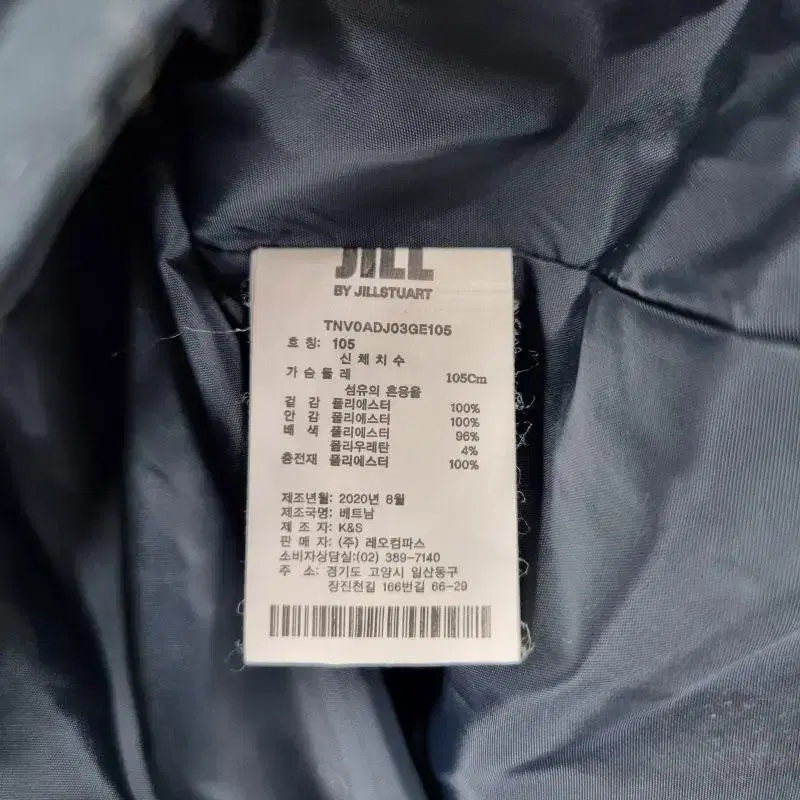 JILL
BY JILLSTUART
TNV0ADJ03GE105
호 칭: 105
신 체 치 수
가 슴 둘 레 105Cm
섬유의 혼용율
겉 감 폴리에스터 100%
안 감 폴리에스터 100%
배 색 폴리에스터 96%
폴리우레탄 4%
충전재 폴리에스터 100%
제조년월: 2020년 8월
제조국명: 베트남
제 조 자: K&S
판 매 자: (주) 레오컴파스
소비자상담실:(02) 389-7140
주 소: 경기도 고양시 일산동구
장진천길 166번길 66-29